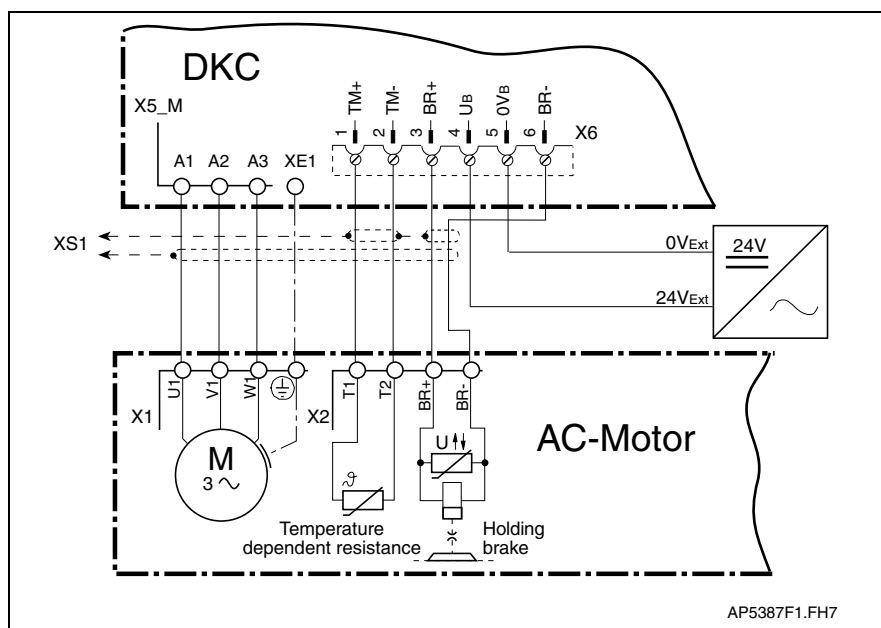 DKC
X5_M
A1 A2 A3 XE1
TM+ TM- BR+ UB 0VB BR-
1 2 3 4 5 6
X6
XS1
0VExt
24V
24VExt
U1 V1 W1
T1 T2 BR+ BR-
X1
X2
M
3
U
ϑ
AC-Motor
Temperature
dependent resistance
Holding
brake
AP5387F1.FH7